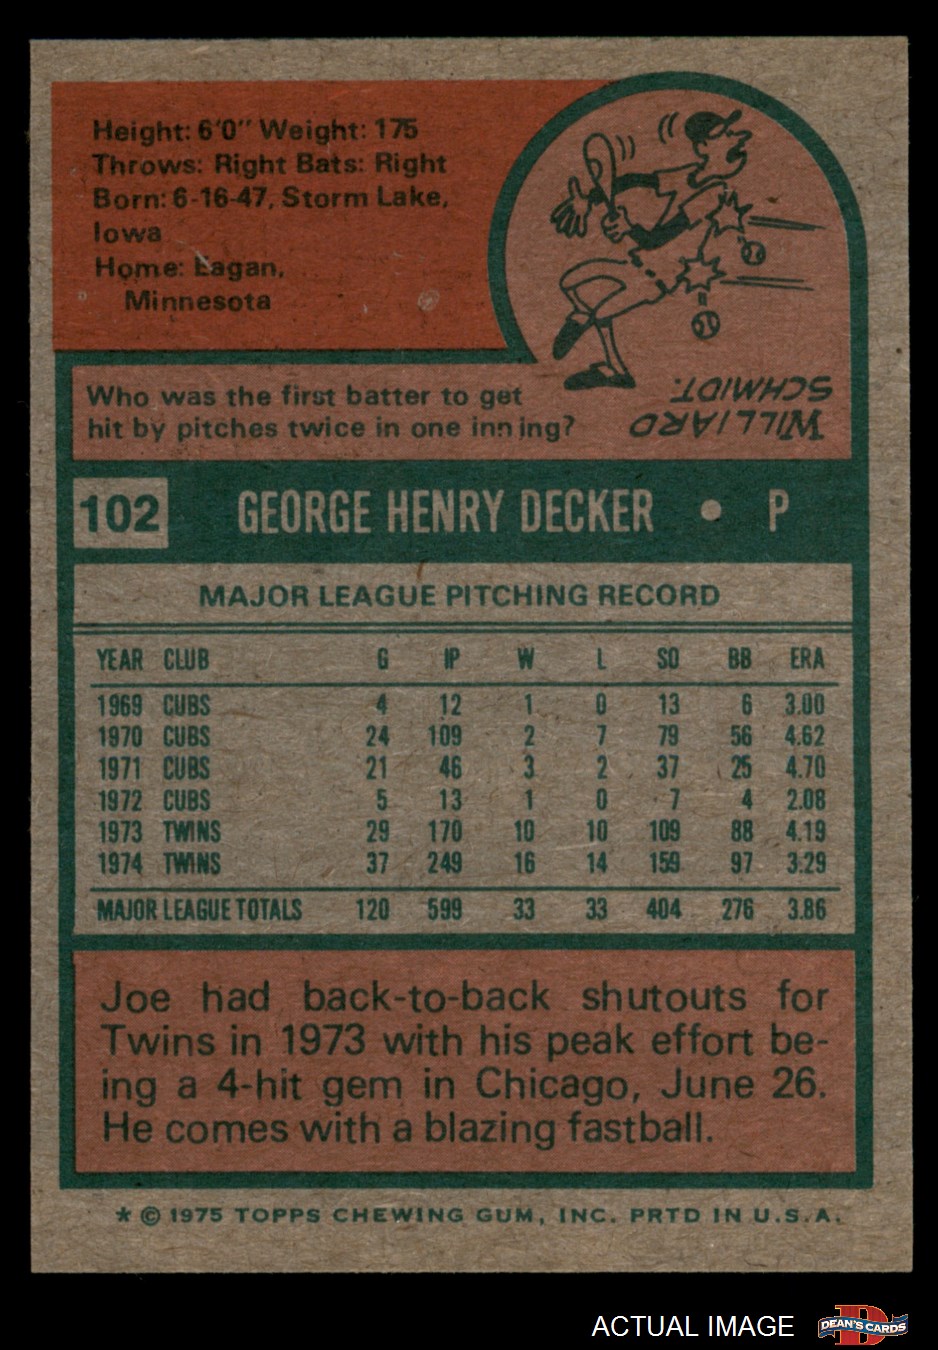 Height: 6'0" Weight: 175
Throws: Right Bats: Right
Born: 6-16-47, Storm Lake,
Iowa
Home: Eagan,
Minnesota
Who was the first batter to get
hit by pitches twice in one inning?
WILLIARD
SCHMIDT.
102 GEORGE HENRY DECKER • P
MAJOR LEAGUE PITCHING RECORD
YEAR CLUB G IP W L SO BB ERA
1969 CUBS 4 12 1 0 13 6 3.00
1970 CUBS 24 109 2 7 79 56 4.62
1971 CUBS 21 46 3 2 37 25 4.70
1972 CUBS 5 13 1 0 7 4 2.08
1973 TWINS 29 170 10 10 109 88 4.19
1974 TWINS 37 249 16 14 159 97 3.29
MAJOR LEAGUE TOTALS 120 599 33 33 404 276 3.86
Joe had back-to-back shutouts for
Twins in 1973 with his peak effort be-
ing a 4-hit gem in Chicago, June 26.
He comes with a blazing fastball.
* © 1975 TOPPS CHEWING GUM, INC. PRTD IN U.S.A.
ACTUAL IMAGE
DEAN'S CARDS